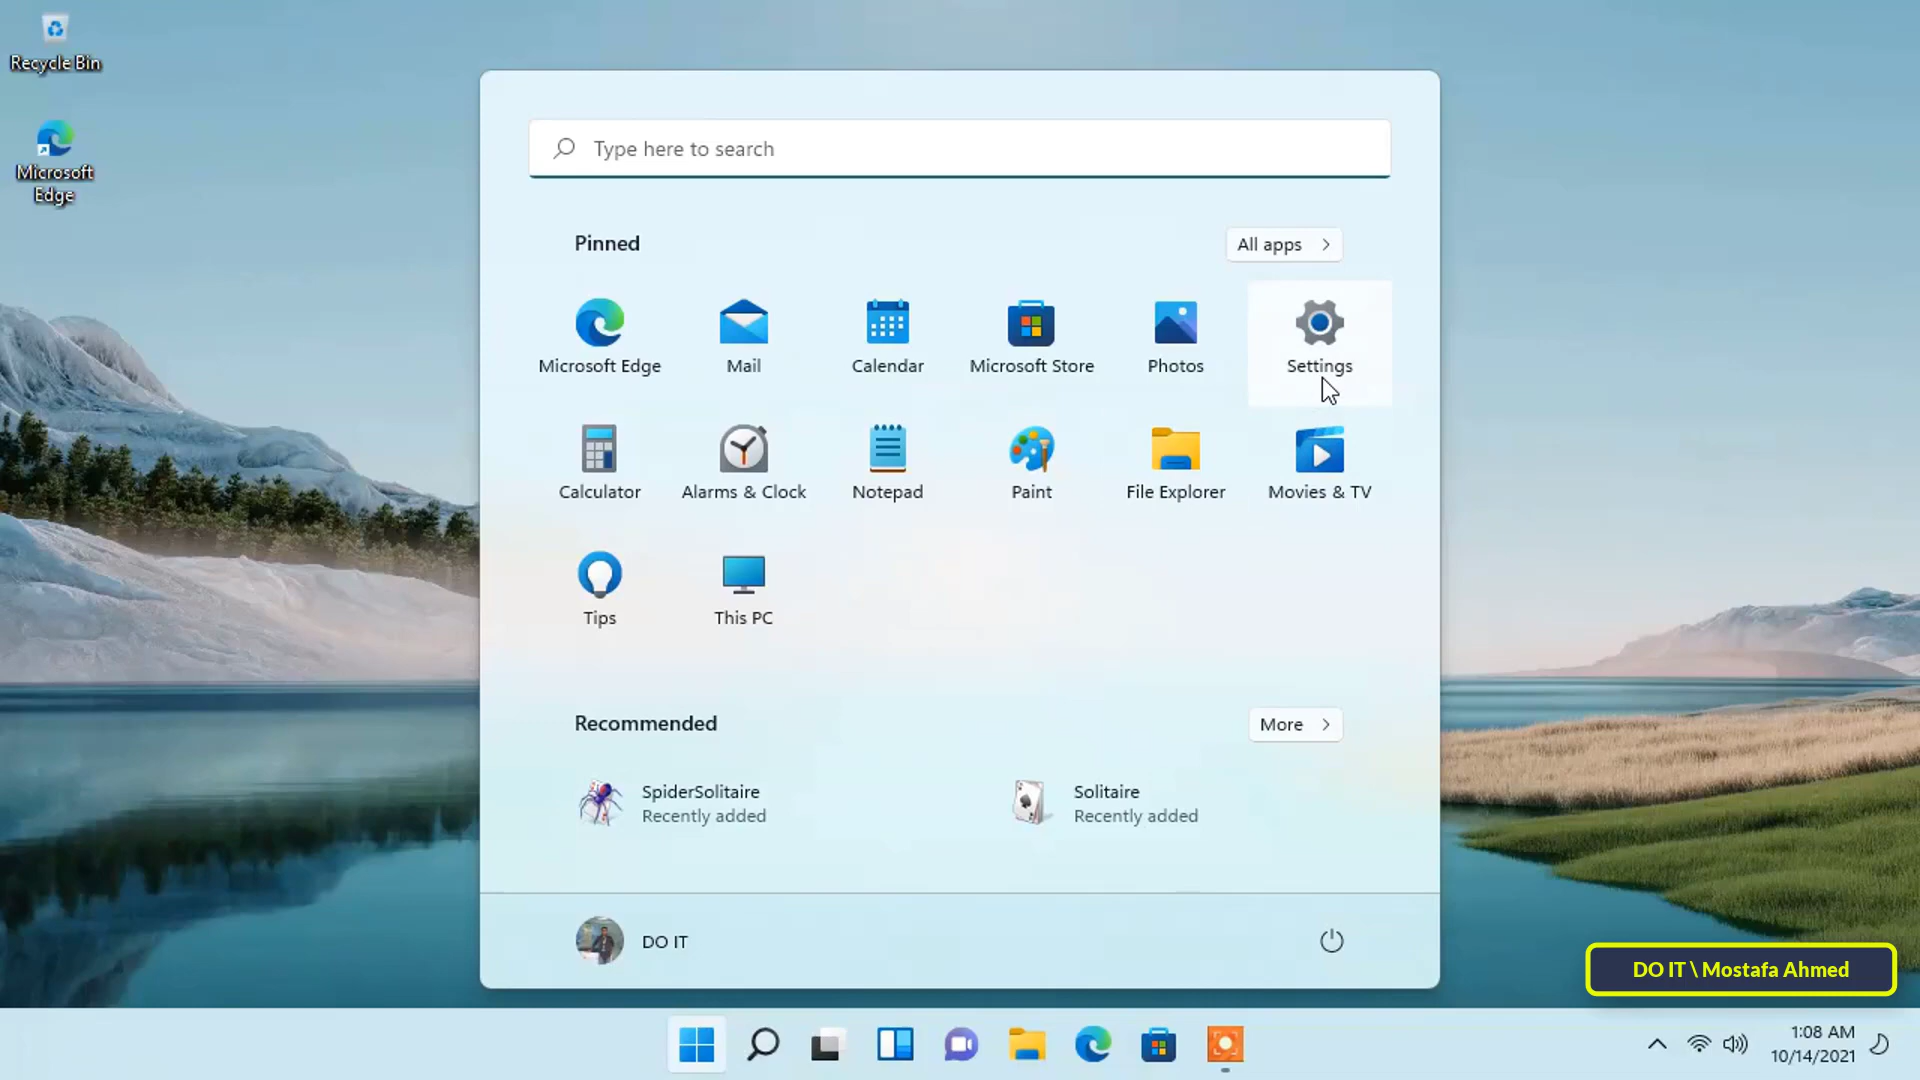 Recycle Bin
Microsoft
Edge
Type here to search
Pinned
All apps
Microsoft Edge
Mail
Calendar
Microsoft Store
Photos
Settings
Calculator
Alarms & Clock
Notepad
Paint
File Explorer
Movies & TV
Tips
This PC
Recommended
More
SpiderSolitaire
Recently added
Solitaire
Recently added
DO IT
DO IT \ Mostafa Ahmed
1:08 AM
10/14/2021